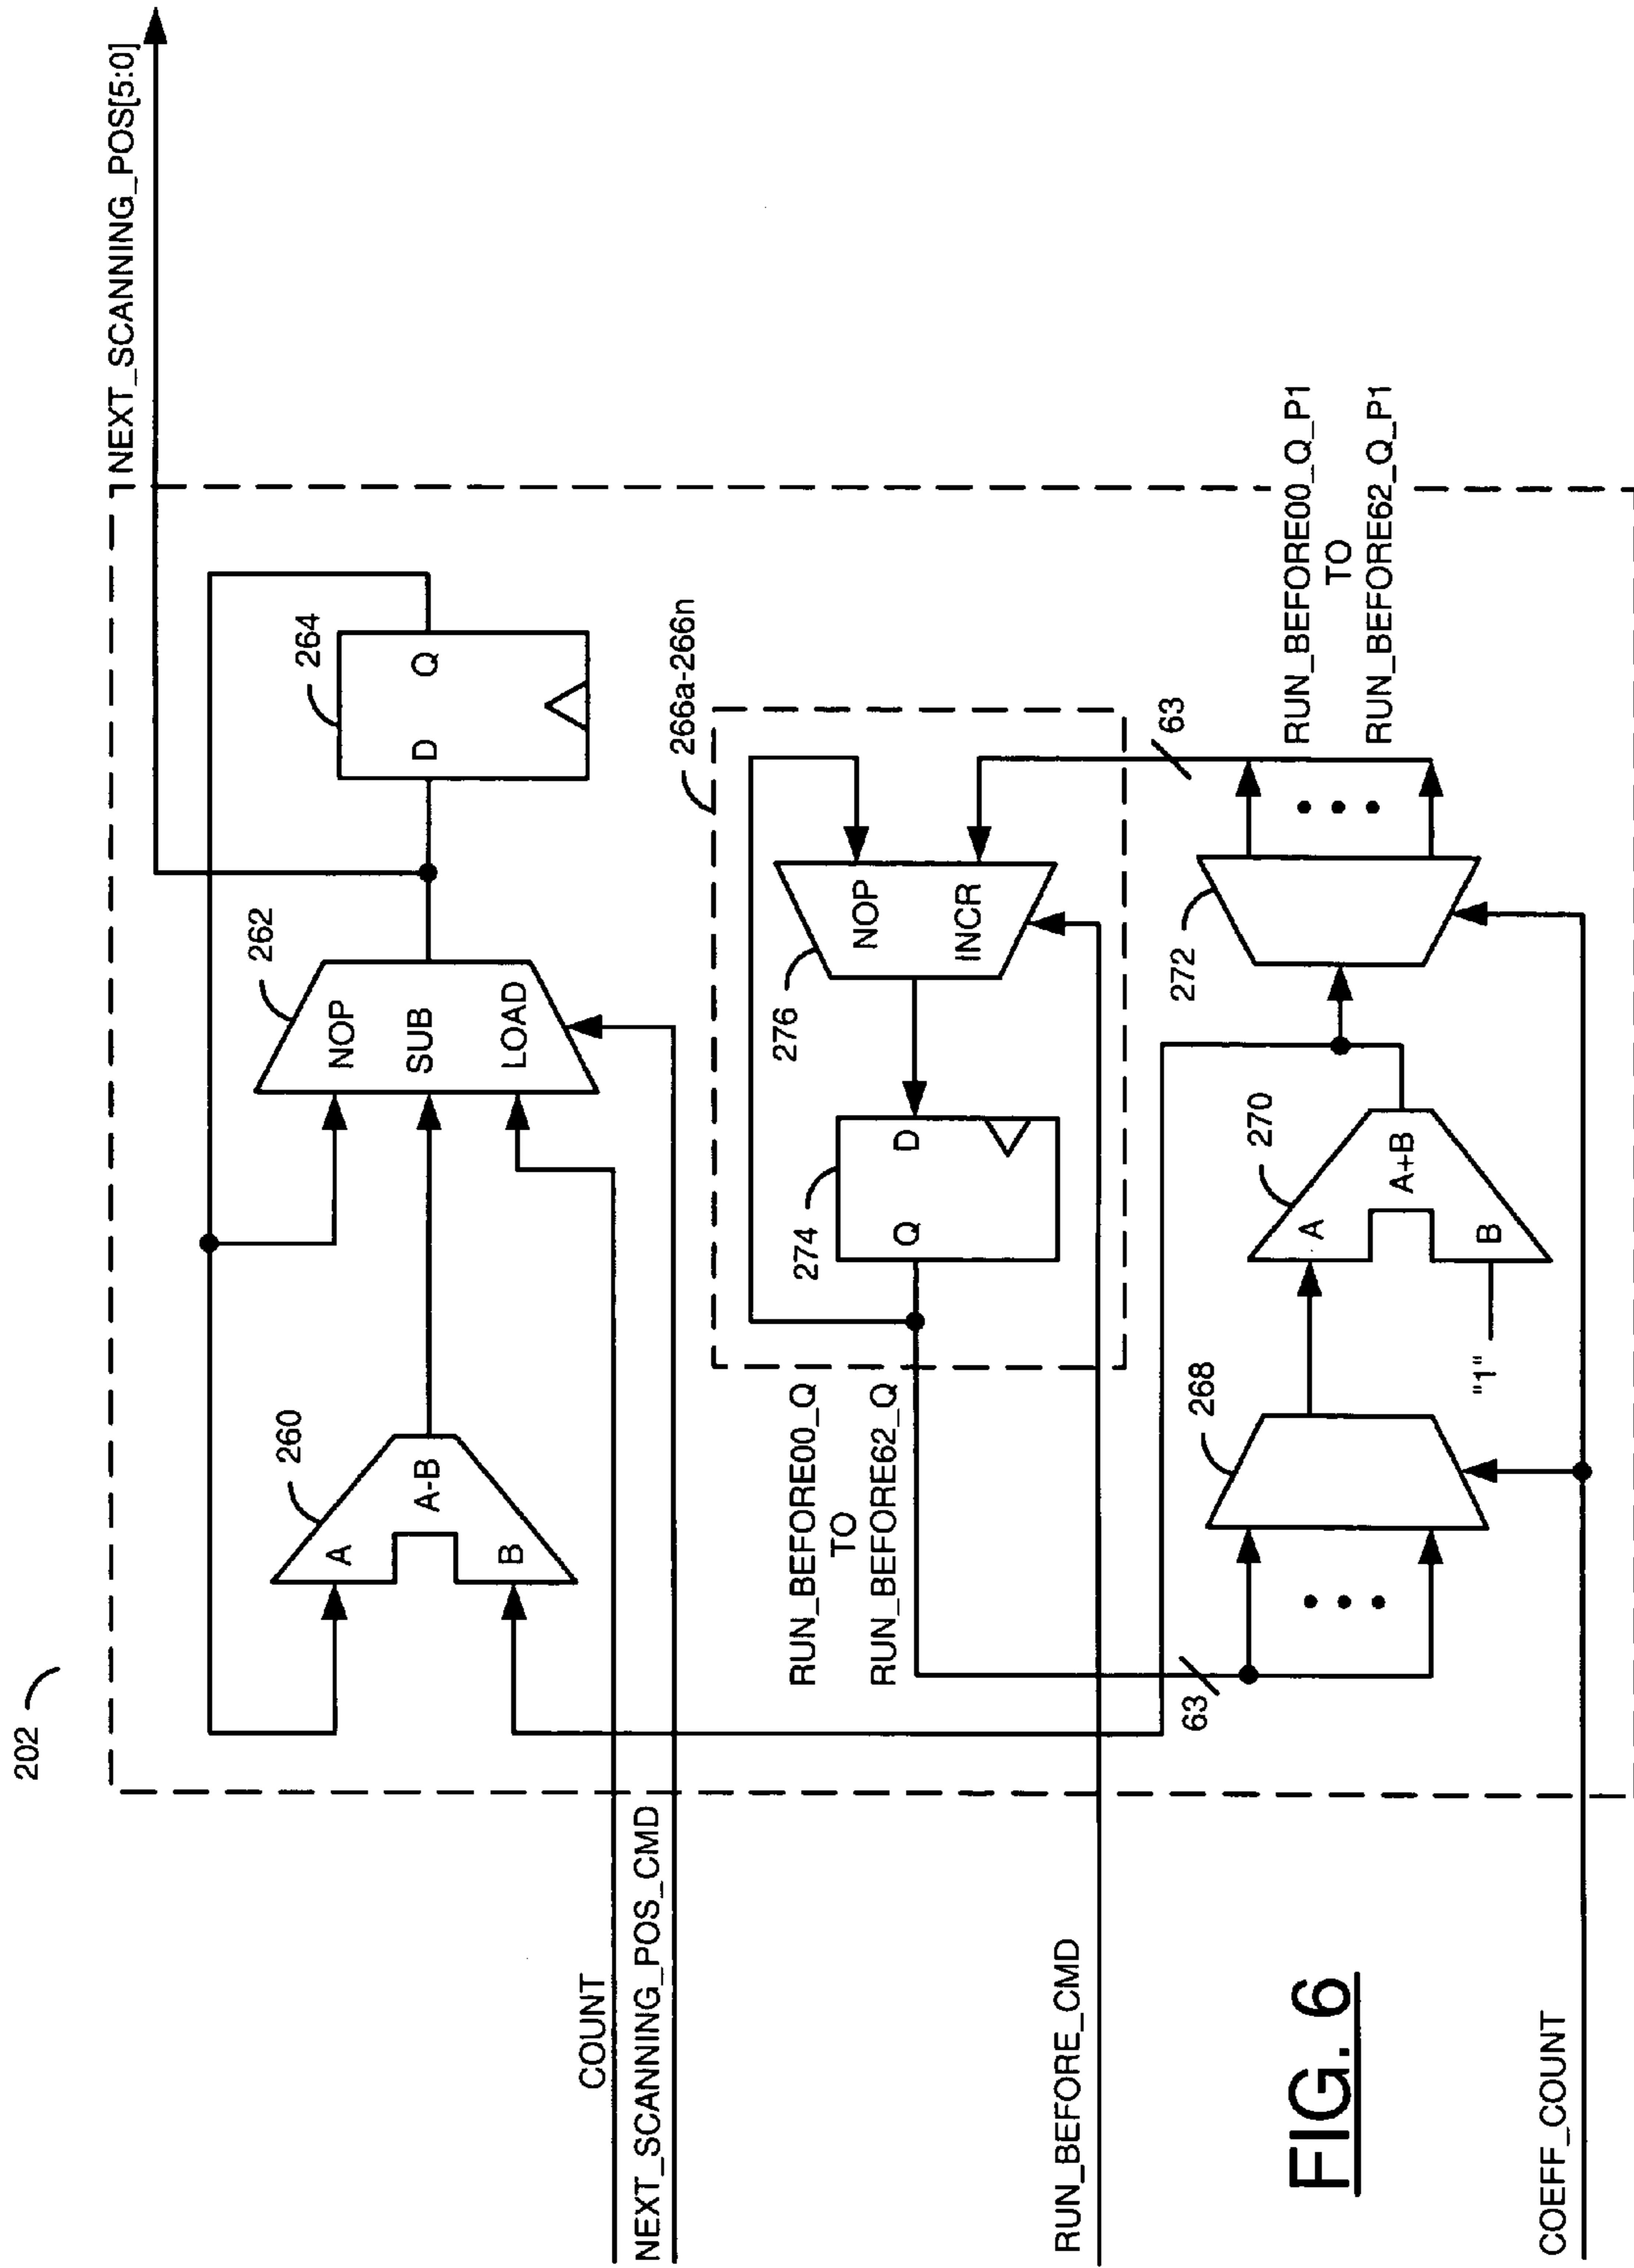 202
NEXT_SCANNING_POS[5:0]
260
A
A-B
B
262
NOP
SUB
LOAD
264
D
Q
COUNT
NEXT_SCANNING_POS_CMD
RUN_BEFORE00_Q
TO
RUN_BEFORE62_Q
266a-266n
274
Q
D
276
NOP
INCR
63
63
RUN_BEFORE_CMD
268
270
A
A+B
B
"1"
272
RUN_BEFORE00_Q_P1
TO
RUN_BEFORE62_Q_P1
COEFF_COUNT
FIG. 6